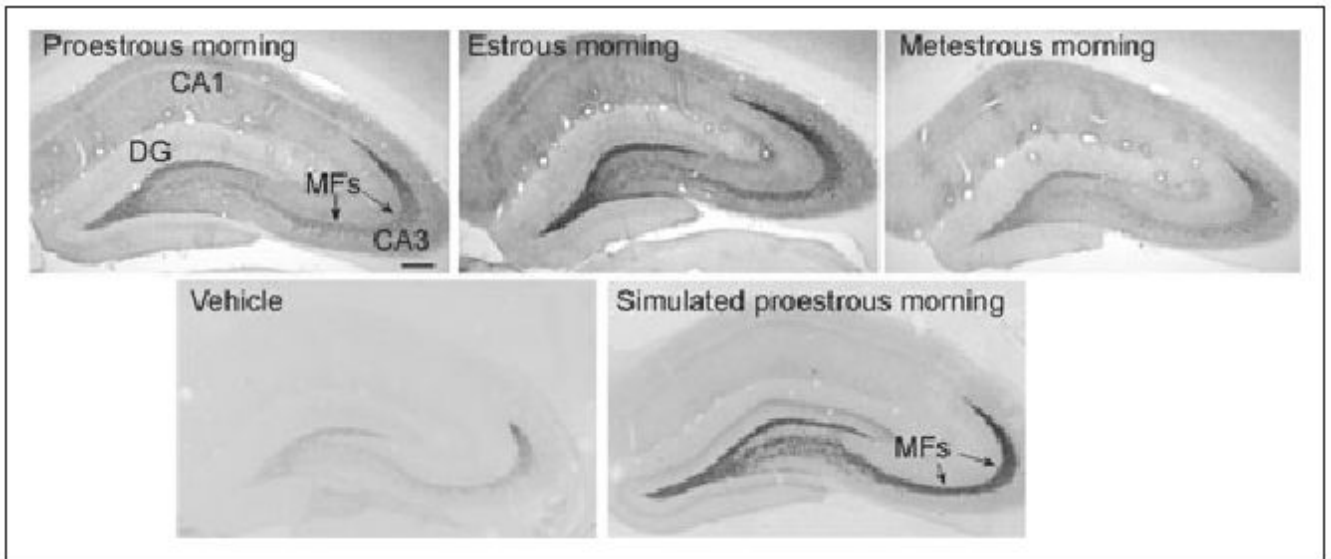 Proestrous morning
CA1
DG
MFs
CA3
Estrous morning
Metestrous morning
Vehicle
Simulated proestrous morning
MFs